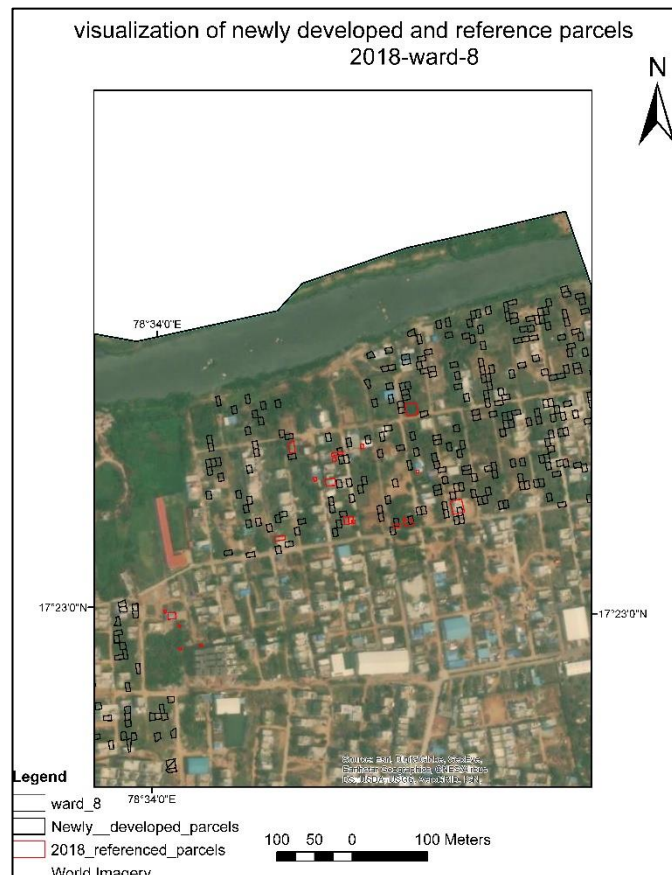 visualization of newly developed and reference parcels
2018-ward-8
N
78°34'0"E
17°23'0"N
17°23'0"N
78°34'0"E
Legend
ward_8
Newly__developed_parcels
2018_referenced_parcels
World Imagery
100 50 0 100 Meters